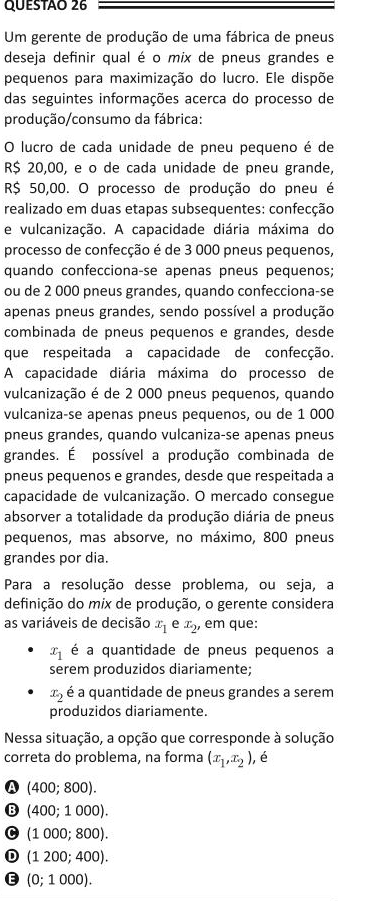 QUESTÃO 26
Um gerente de produção de uma fábrica de pneus
deseja definir qual é o mix de pneus grandes e
pequenos para maximização do lucro. Ele dispõe
das seguintes informações acerca do processo de
produção/consumo da fábrica:
O lucro de cada unidade de pneu pequeno é de
R$ 20,00, e o de cada unidade de pneu grande,
R$ 50,00. O processo de produção do pneu é
realizado em duas etapas subsequentes: confecção
e vulcanização. A capacidade diária máxima do
processo de confecção é de 3 000 pneus pequenos,
quando confecciona-se apenas pneus pequenos;
ou de 2 000 pneus grandes, quando confecciona-se
apenas pneus grandes, sendo possível a produção
combinada de pneus pequenos e grandes, desde
que respeitada a capacidade de confecção.
A capacidade diária máxima do processo de
vulcanização é de 2 000 pneus pequenos, quando
vulcaniza-se apenas pneus pequenos, ou de 1 000
pneus grandes, quando vulcaniza-se apenas pneus
grandes. É possível a produção combinada de
pneus pequenos e grandes, desde que respeitada a
capacidade de vulcanização. O mercado consegue
absorver a totalidade da produção diária de pneus
pequenos, mas absorve, no máximo, 800 pneus
grandes por dia.
Para a resolução desse problema, ou seja, a
definição do mix de produção, o gerente considera
as variáveis de decisão x₁ e x₂, em que:
• x₁ é a quantidade de pneus pequenos a
serem produzidos diariamente;
• x₂ é a quantidade de pneus grandes a serem
produzidos diariamente.
Nessa situação, a opção que corresponde à solução
correta do problema, na forma (x₁,x₂), é
A (400; 800).
B (400; 1 000).
C (1 000; 800).
D (1 200; 400).
E (0; 1 000).